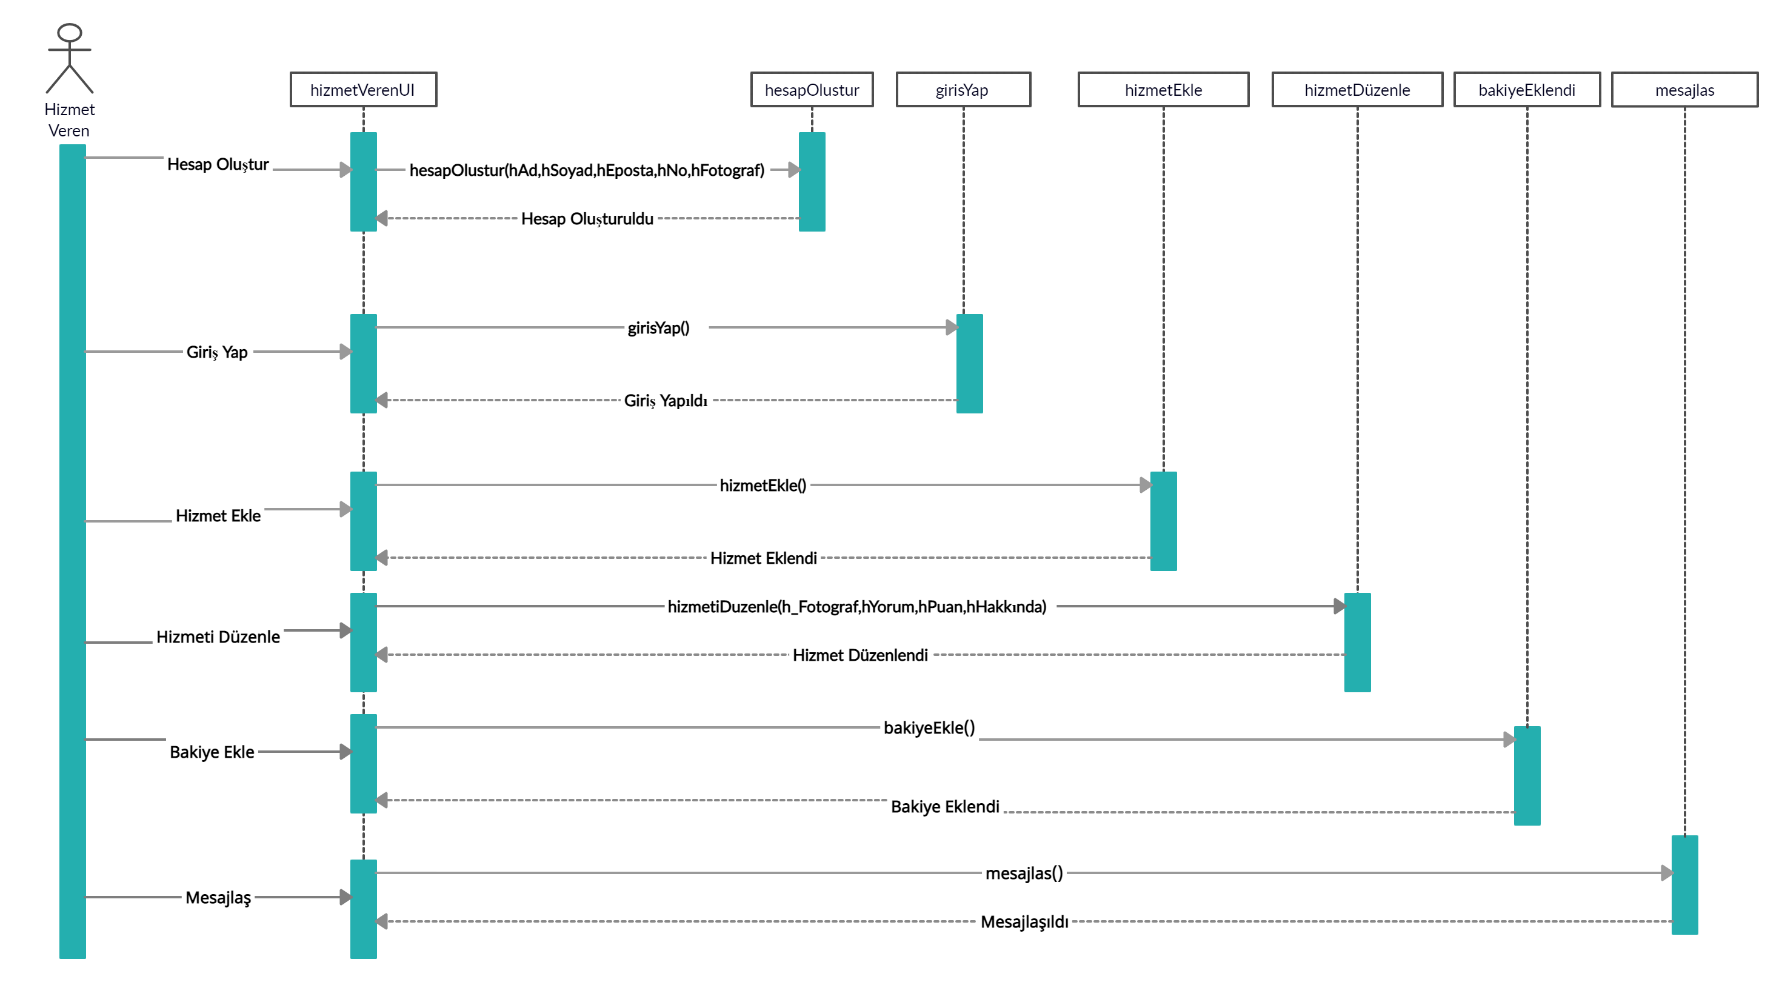 Hizmet
Veren
hizmetVerenUI
hesapOlustur
girisYap
hizmetEkle
hizmetDüzenle
bakiyeEklendi
mesajlas
Hesap Oluştur
hesapOlustur(hAd,hSoyad,hEposta,hNo,hFotograf)
Hesap Oluşturuldu
girisYap()
Giriş Yap
Giriş Yapıldı
hizmetEkle()
Hizmet Ekle
Hizmet Eklendi
hizmetiDuzenle(h_Fotograf,hYorum,hPuan,hHakkında)
Hizmeti Düzenle
Hizmet Düzenlendi
bakiyeEkle()
Bakiye Ekle
Bakiye Eklendi
mesajlas()
Mesajlaş
Mesajlaşıldı